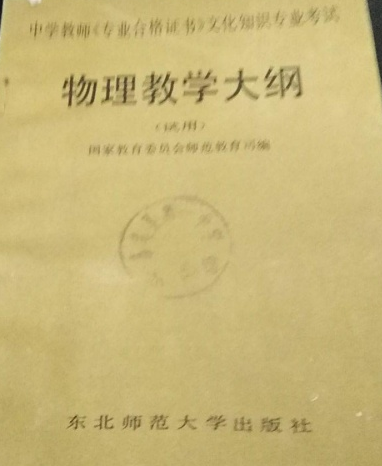 中学教师《专业合格证书》文化知识专业考试
物理教学大纲
（试用）
国家教育委员会师范教育司编
东北师范大学出版社